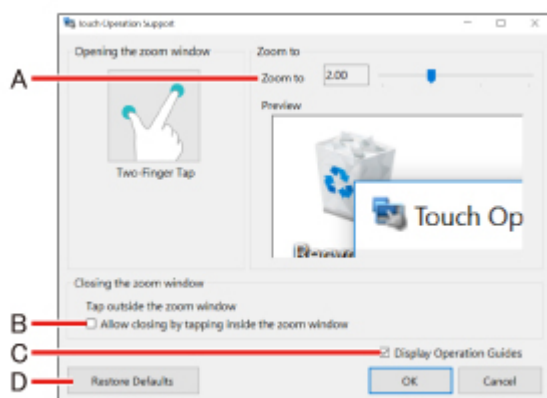 Touch Operation Support
Opening the zoom window
Two-Finger Tap
Zoom to
A
Zoom to 2.00
Preview
Touch Op
Closing the zoom window
Tap outside the zoom window
B
Allow closing by tapping inside the zoom window
C
Display Operation Guides
D
Restore Defaults
OK
Cancel